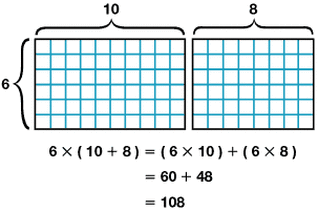 10 8
6
6 × ( 10 + 8 ) = ( 6 × 10 ) + ( 6 × 8 )
= 60 + 48
= 108